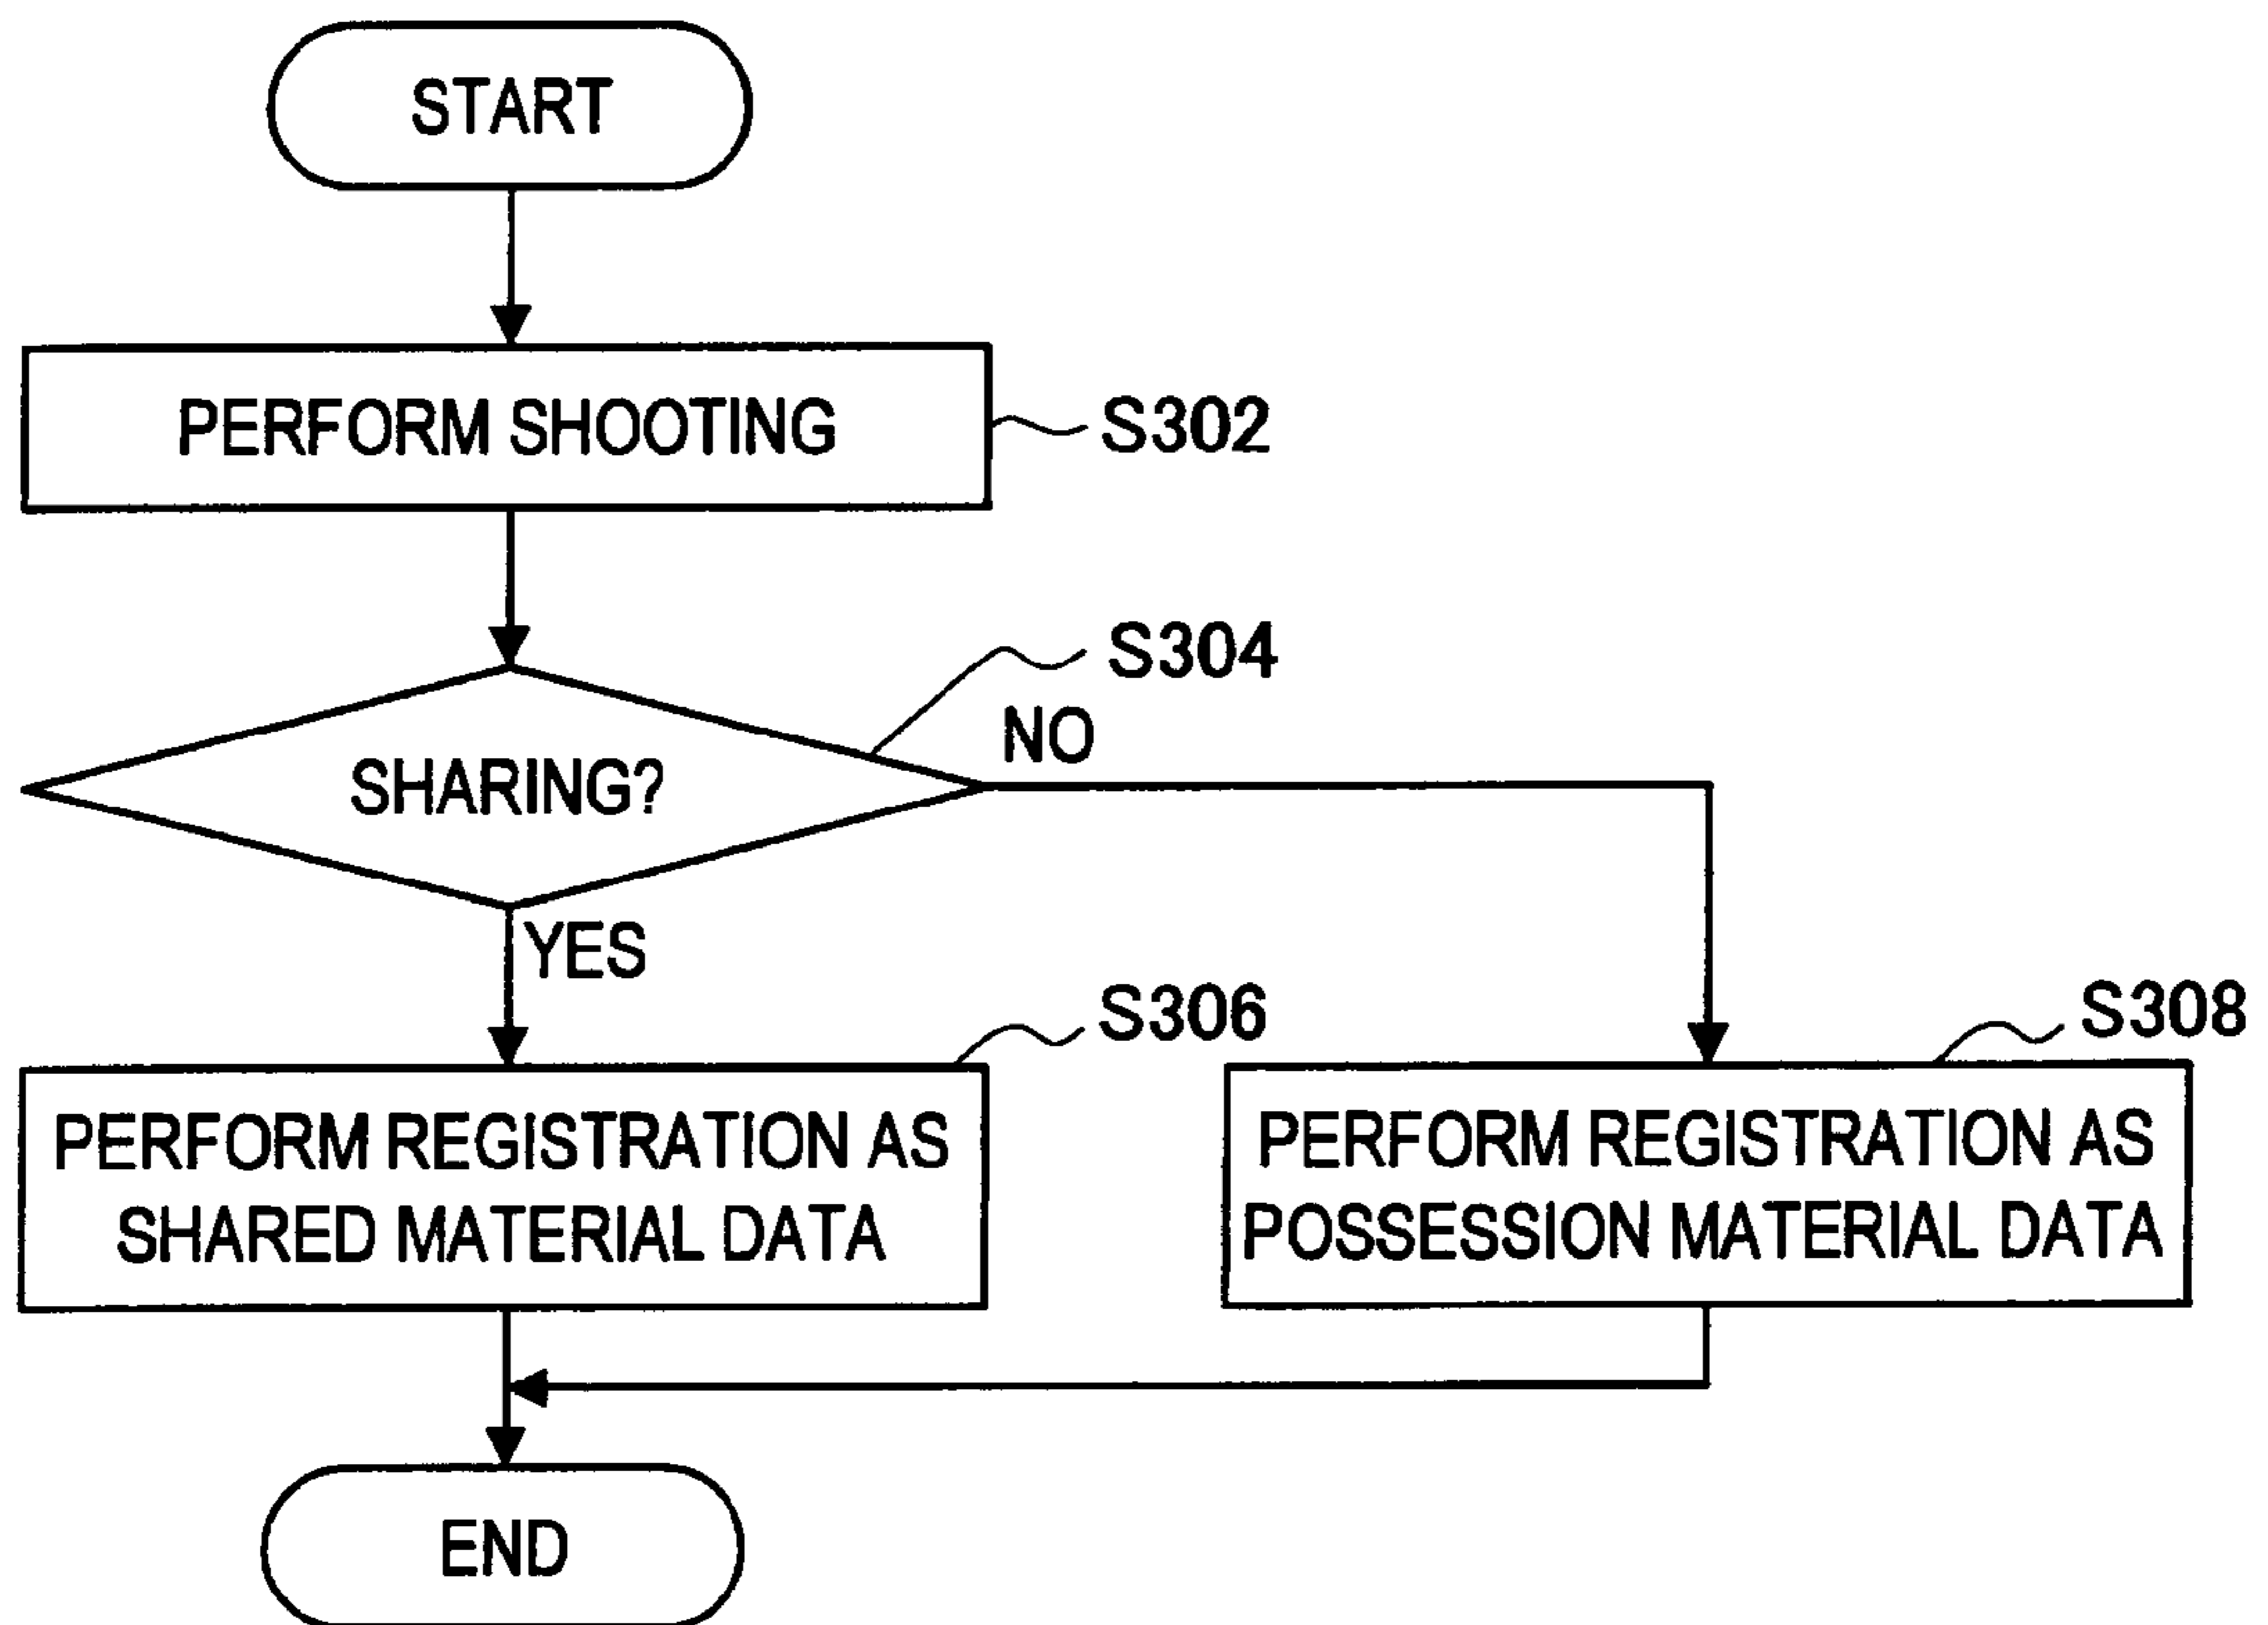 START
PERFORM SHOOTING
S302
S304
NO
SHARING?
YES
S306
S308
PERFORM REGISTRATION AS
SHARED MATERIAL DATA
PERFORM REGISTRATION AS
POSSESSION MATERIAL DATA
END